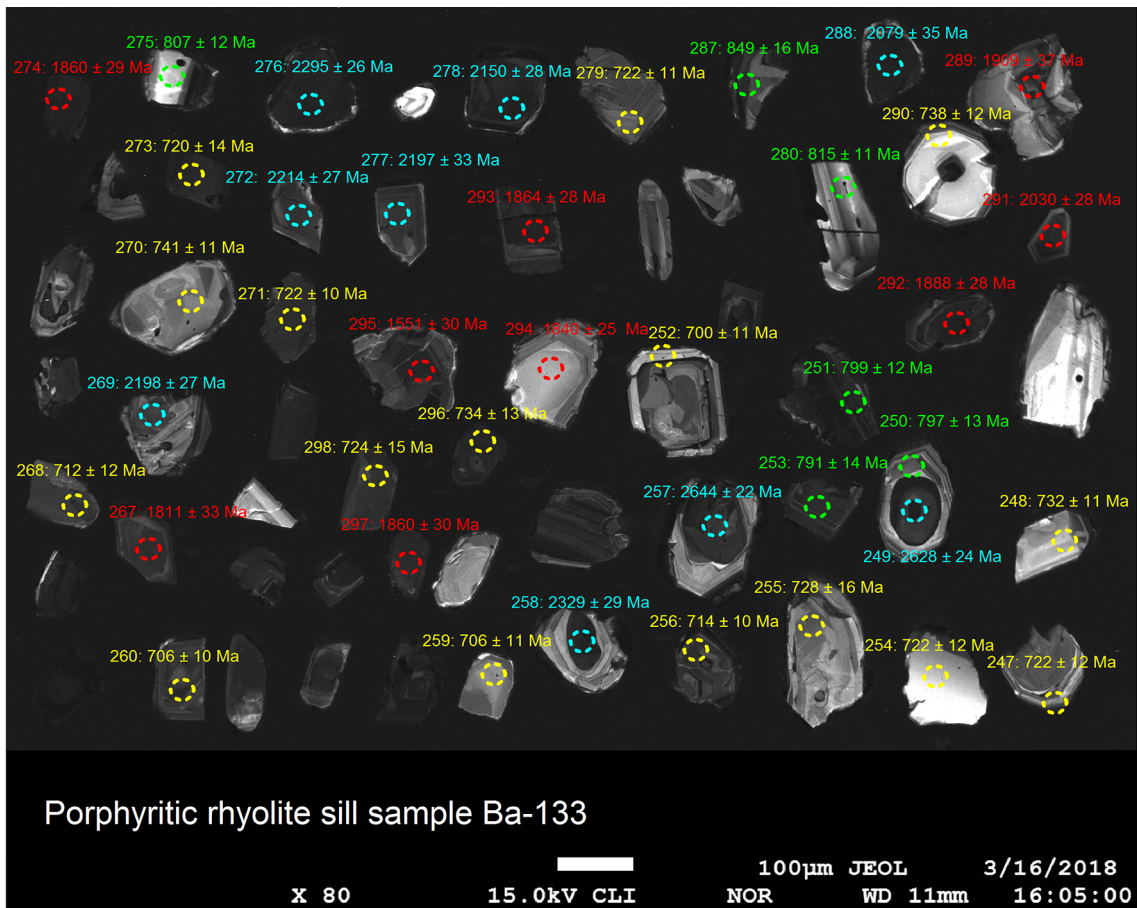 275: 807 ± 12 Ma
287: 849 ± 16 Ma
288: 2079 ± 35 Ma
274: 1860 ± 29 Ma
276: 2295 ± 26 Ma
278: 2150 ± 28 Ma
279: 722 ± 11 Ma
289: 1909 ± 37 Ma
290: 738 ± 12 Ma
273: 720 ± 14 Ma
277: 2197 ± 33 Ma
280: 815 ± 11 Ma
272: 2214 ± 27 Ma
293: 1864 ± 28 Ma
291: 2030 ± 28 Ma
270: 741 ± 11 Ma
271: 722 ± 10 Ma
292: 1888 ± 28 Ma
295: 1551 ± 30 Ma
294: 1840 ± 25 Ma
252: 700 ± 11 Ma
251: 799 ± 12 Ma
269: 2198 ± 27 Ma
296: 734 ± 13 Ma
250: 797 ± 13 Ma
298: 724 ± 15 Ma
268: 712 ± 12 Ma
253: 791 ± 14 Ma
257: 2644 ± 22 Ma
248: 732 ± 11 Ma
267: 1811 ± 33 Ma
297: 1860 ± 30 Ma
249: 2628 ± 24 Ma
255: 728 ± 16 Ma
258: 2329 ± 29 Ma
256: 714 ± 10 Ma
259: 706 ± 11 Ma
254: 722 ± 12 Ma
260: 706 ± 10 Ma
247: 722 ± 12 Ma
Porphyritic rhyolite sill sample Ba-133
100µm JEOL 3/16/2018
X 80 15.0kV CLI NOR WD 11mm 16:05:00